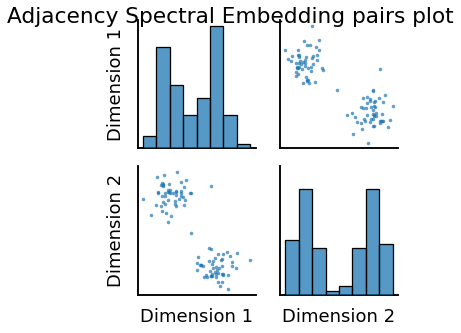 Adjacency Spectral Embedding pairs plot
Dimension 1
Dimension 2
Dimension 1
Dimension 2